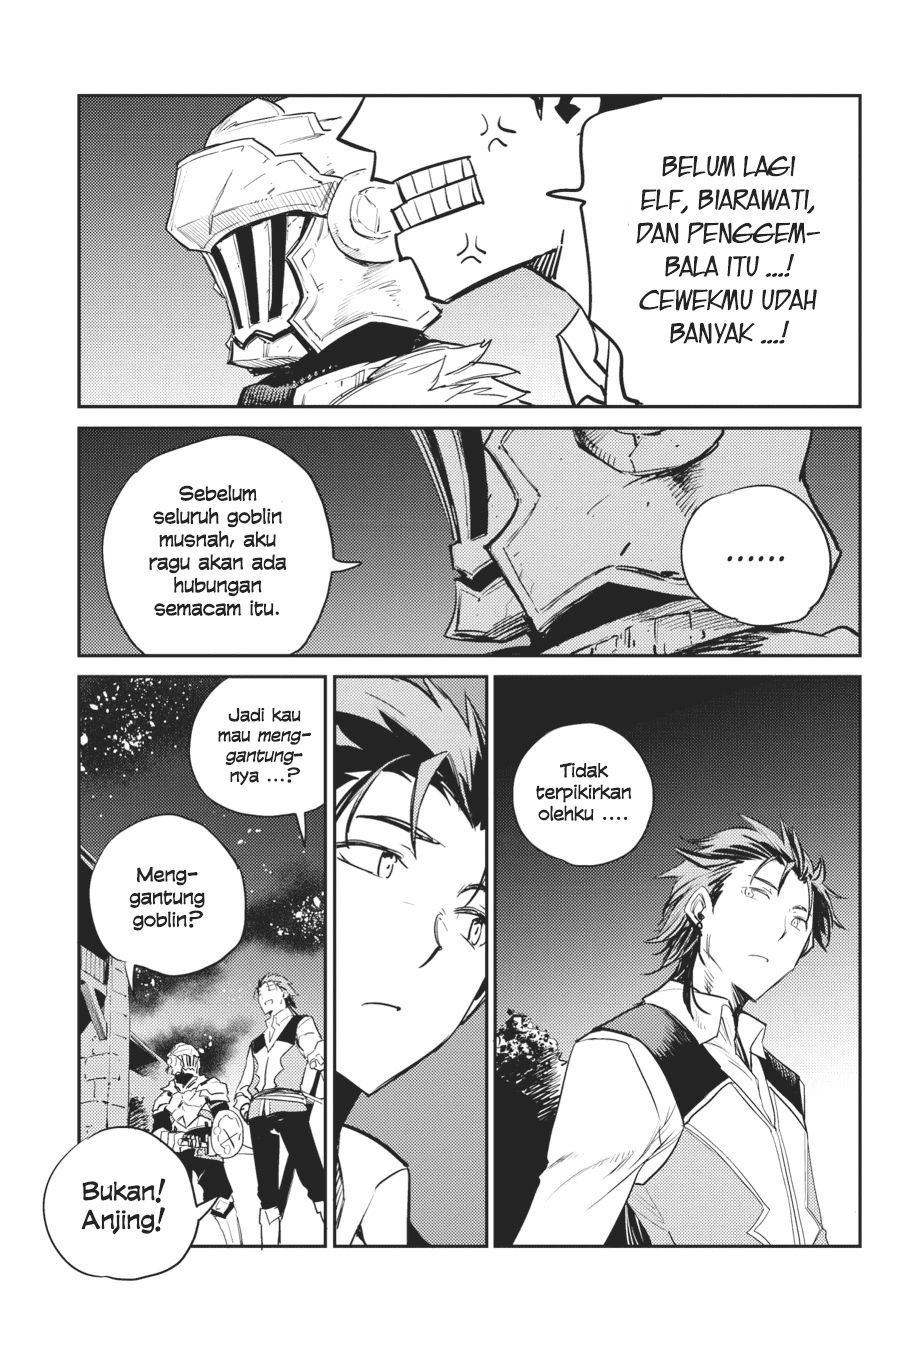 BELUM LAGI
ELF, BIARAWATI,
DAN PENGGEM-
BALA ITU ...!
CEWEKMU UDAH
BANYAK ...!
......
Sebelum
seluruh goblin
musnah, aku
ragu akan ada
hubungan
semacam itu.
Tidak
terpikirkan
olehku ....
Jadi kau
mau meng-
gantung-
nya ...?
Meng-
gantung
goblin?
Bukan!
Anjing!